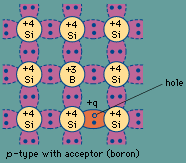 +4 +4 +4
Si Si Si
+4 +3 +4
Si B Si
hole
+q
+4 +4 +4
Si Si Si
p-type with acceptor (boron)